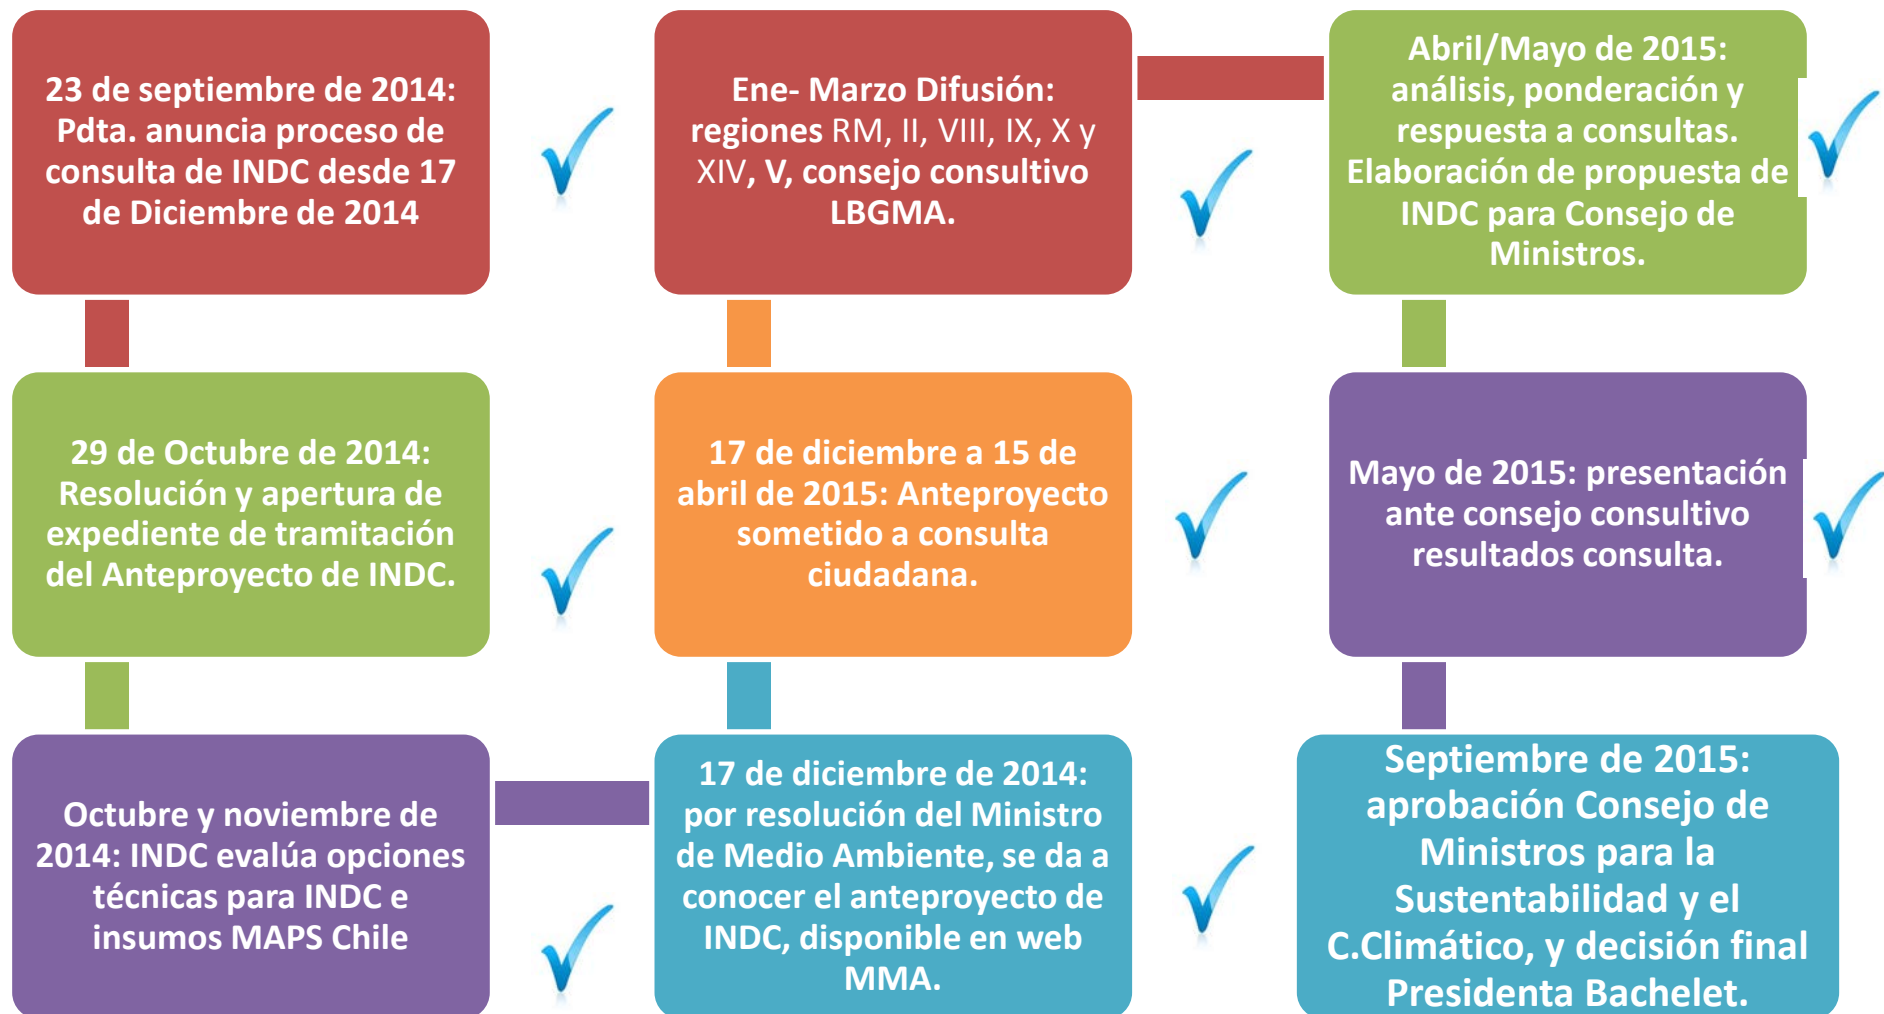 23 de septiembre de 2014:
Pdta. anuncia proceso de
consulta de INDC desde 17
de Diciembre de 2014
29 de Octubre de 2014:
Resolución y apertura de
expediente de tramitación
del Anteproyecto de INDC.
Octubre y noviembre de
2014: INDC evalúa opciones
técnicas para INDC e
insumos MAPS Chile
17 de diciembre de 2014:
por resolución del Ministro
de Medio Ambiente, se da a
conocer el anteproyecto de
INDC, disponible en web
MMA.
17 de diciembre a 15 de
abril de 2015: Anteproyecto
sometido a consulta
ciudadana.
Ene- Marzo Difusión:
regiones RM, II, VIII, IX, X y
XIV, V, consejo consultivo
LBGMA.
Abril/Mayo de 2015:
análisis, ponderación y
respuesta a consultas.
Elaboración de propuesta de
INDC para Consejo de
Ministros.
Mayo de 2015: presentación
ante consejo consultivo
resultados consulta.
Septiembre de 2015:
aprobación Consejo de
Ministros para la
Sustentabilidad y el
C.Climático, y decisión final
Presidenta Bachelet.